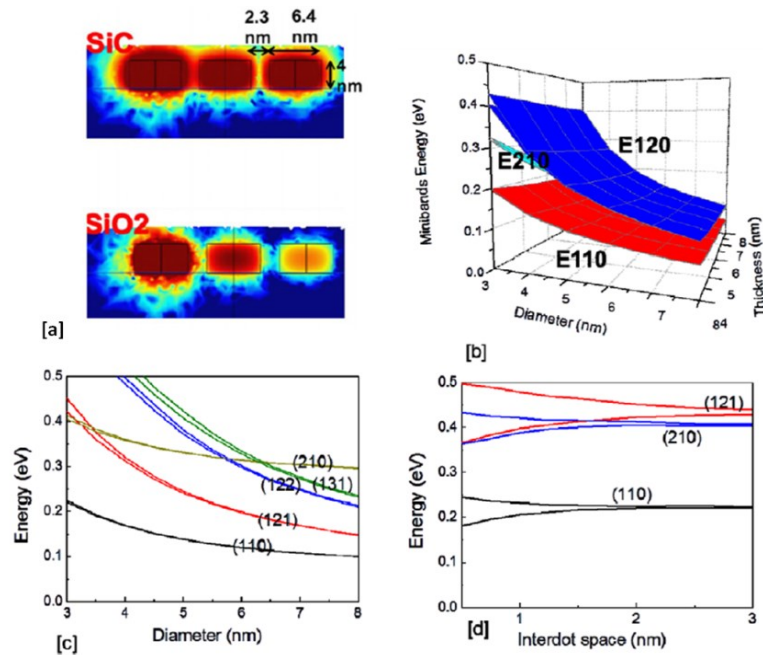 SiC
2.3
nm
6.4
nm
4
nm
SiO2
[a]
Minibands Energy (eV)
0.5
0.4
0.3
0.2
0.1
0.0
E120
E210
E110
3
4
5
6
7
84
5
6
7
8
Diameter (nm)
Thickness (nm)
[b]
Energy (eV)
0.5
0.4
0.3
0.2
0.1
0.0
(210)
(122)
(131)
(121)
(110)
3
4
5
6
7
8
Diameter (nm)
[c]
Energy (eV)
0.5
0.4
0.3
0.2
0.1
0.0
(121)
(210)
(110)
1
2
3
Interdot space (nm)
[d]